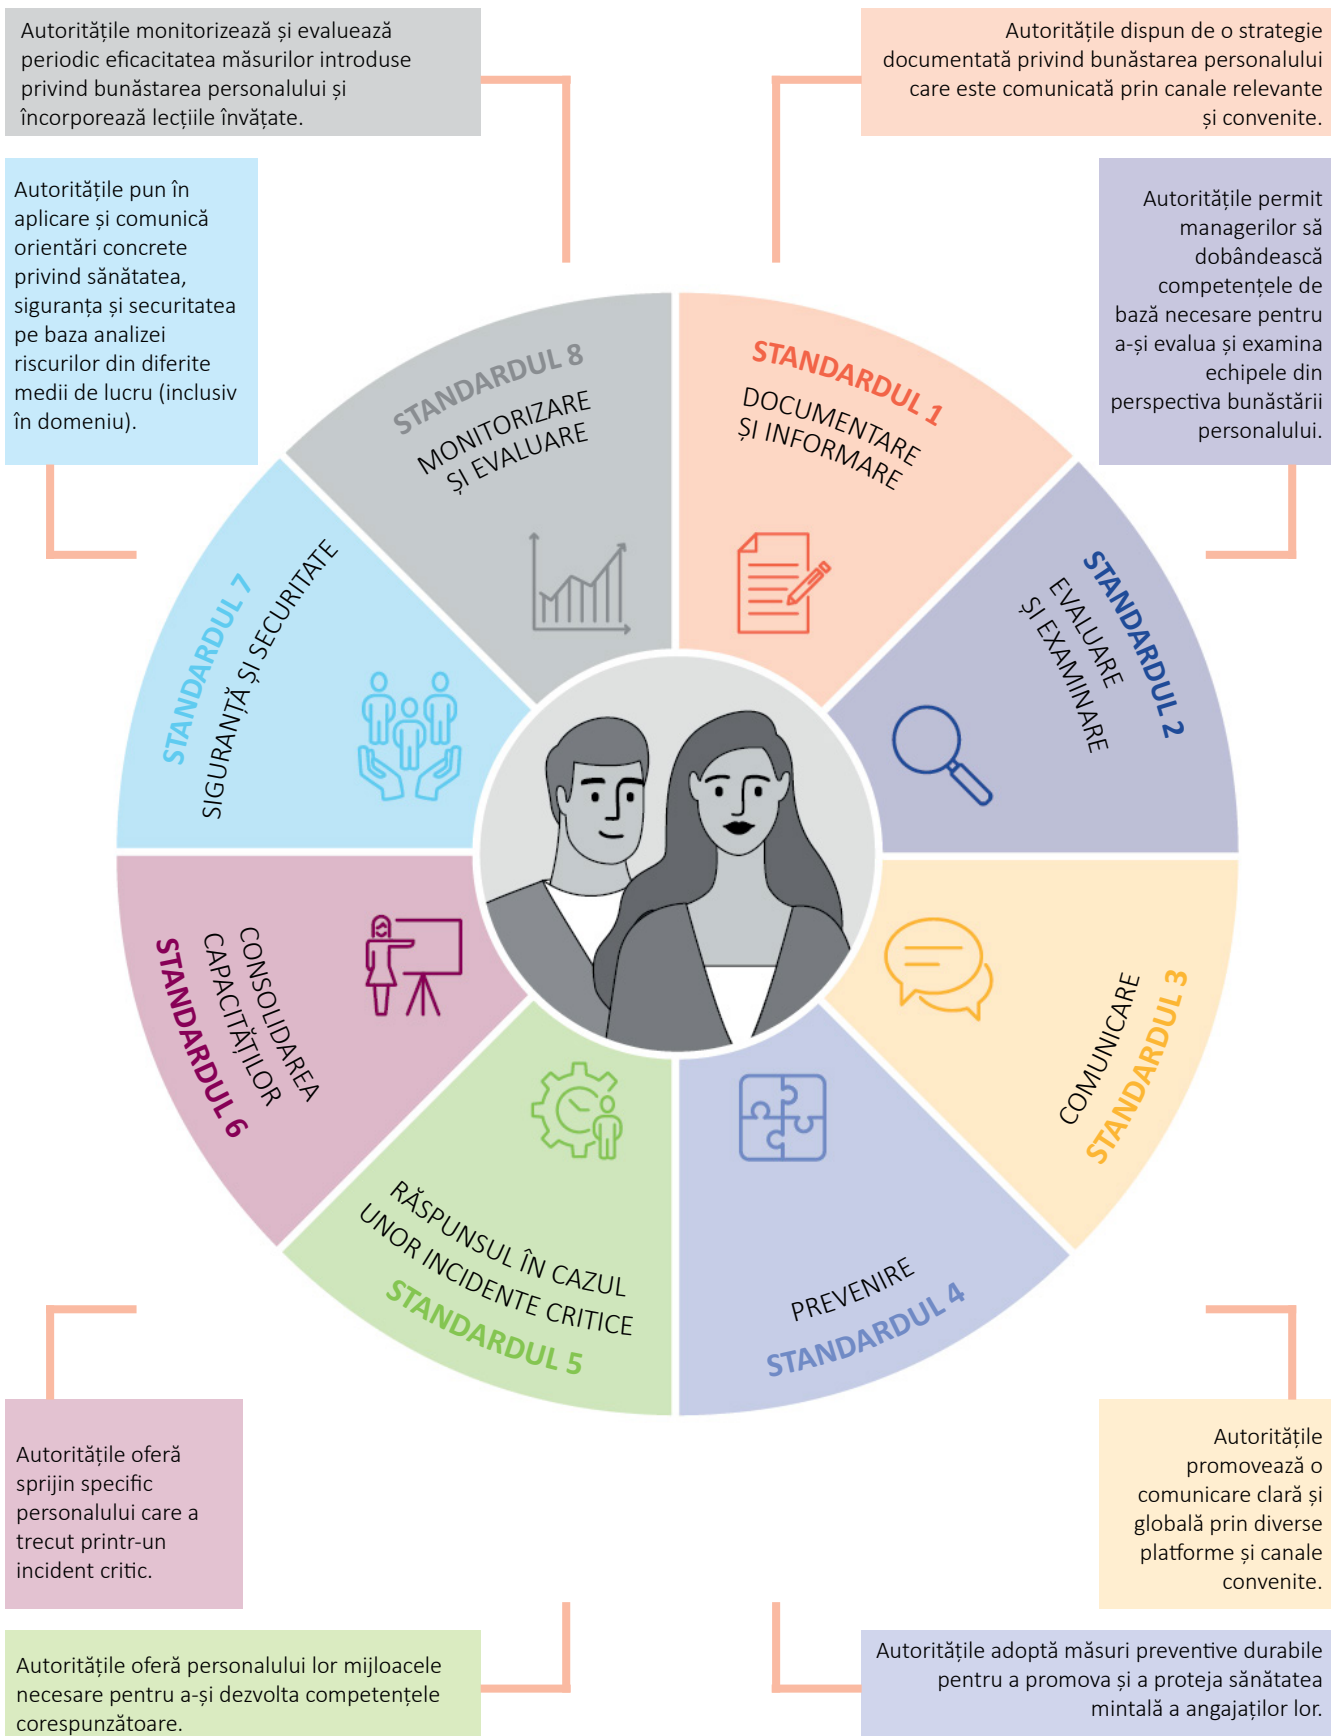 Autoritățile monitorizează și evaluează
periodic eficacitatea măsurilor introduse
privind bunăstarea personalului și
încorporează lecțiile învățate.
Autoritățile dispun de o strategie
documentată privind bunăstarea personalului
care este comunicată prin canale relevante
și convenite.
Autoritățile pun în
aplicare și comunică
orientări concrete
privind sănătatea,
siguranța și securitatea
pe baza analizei
riscurilor din diferite
medii de lucru (inclusiv
în domeniu).
Autoritățile permit
managerilor să
dobândească
competențele de
bază necesare pentru
a-și evalua și examina
echipele din
perspectiva bunăstării
personalului.
STANDARDUL 8
MONITORIZARE
ȘI EVALUARE
STANDARDUL 1
DOCUMENTARE
ȘI INFORMARE
STANDARDUL 7
SIGURANȚĂ ȘI SECURITATE
STANDARDUL 2
EVALUARE
ȘI EXAMINARE
CONSOLIDAREA
CAPACITĂȚILOR
STANDARDUL 6
COMUNICARE
STANDARDUL 3
RĂSPUNSUL ÎN CAZUL
UNOR INCIDENTE CRITICE
STANDARDUL 5
PREVENIRE
STANDARDUL 4
Autoritățile oferă
sprijin specific
personalului care a
trecut printr-un
incident critic.
Autoritățile
promovează o
comunicare clară și
globală prin diverse
platforme și canale
convenite.
Autoritățile oferă personalului lor mijloacele
necesare pentru a-și dezvolta competențele
corespunzătoare.
Autoritățile adoptă măsuri preventive durabile
pentru a promova și a proteja sănătatea
mintală a angajaților lor.